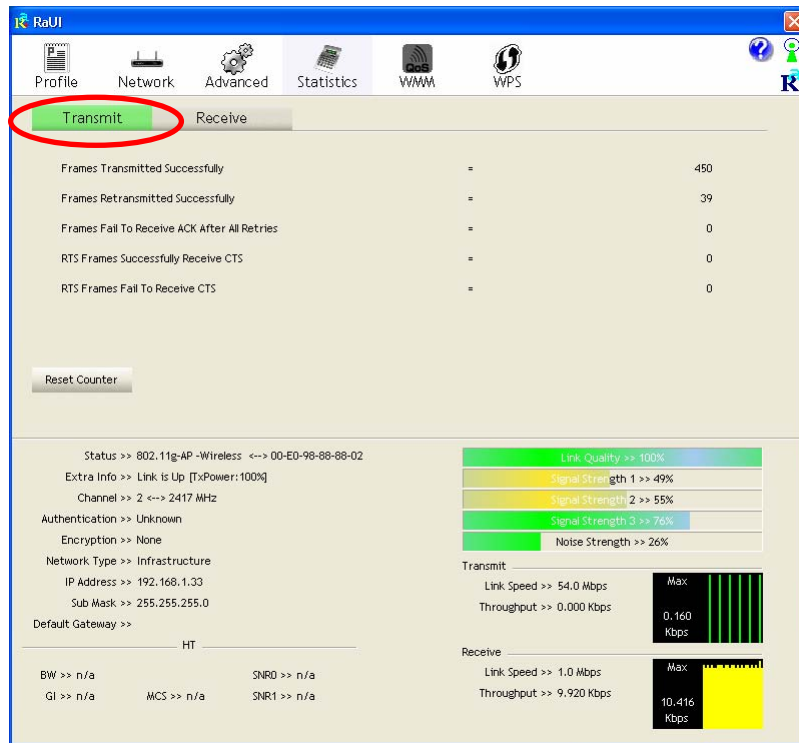 RaUI
Profile Network Advanced Statistics QoS WMM WPS
Transmit Receive
Frames Transmitted Successfully = 450
Frames Retransmitted Successfully = 39
Frames Fail To Receive ACK After All Retries = 0
RTS Frames Successfully Receive CTS = 0
RTS Frames Fail To Receive CTS = 0
Reset Counter
Status >> 802.11g-AP -Wireless <--> 00-E0-98-88-88-02
Extra Info >> Link is Up [TxPower:100%]
Channel >> 2 <--> 2417 MHz
Authentication >> Unknown
Encryption >> None
Network Type >> Infrastructure
IP Address >> 192.168.1.33
Sub Mask >> 255.255.255.0
Default Gateway >>
HT
BW >> n/a SNR0 >> n/a
GI >> n/a MCS >> n/a SNR1 >> n/a
Link Quality >> 100%
Signal Strength 1 >> 49%
Signal Strength 2 >> 55%
Signal Strength 3 >> 76%
Noise Strength >> 26%
Transmit
Link Speed >> 54.0 Mbps
Throughput >> 0.000 Kbps
Max
0.160
Kbps
Receive
Link Speed >> 1.0 Mbps
Throughput >> 9.920 Kbps
Max
10.416
Kbps